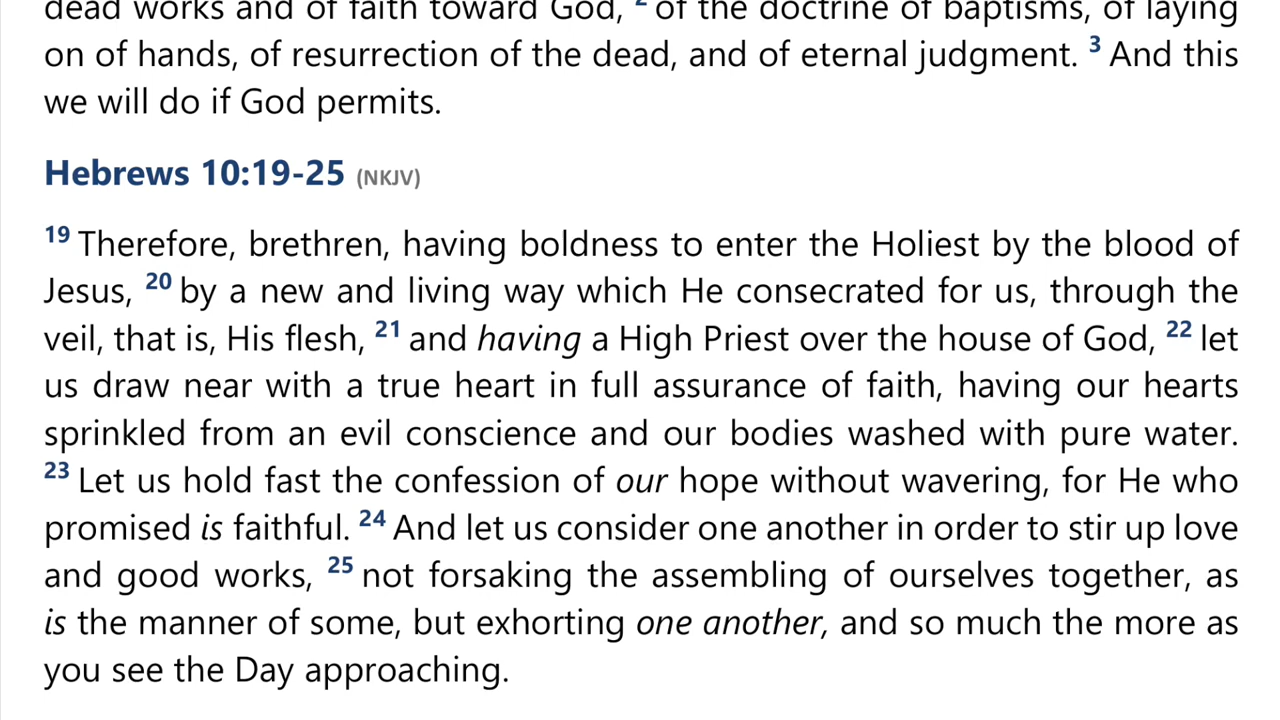 dead works and of faith toward God, 2 of the doctrine of baptisms, of laying
on of hands, of resurrection of the dead, and of eternal judgment. 3 And this
we will do if God permits.
Hebrews 10:19-25 (NKJV)
19 Therefore, brethren, having boldness to enter the Holiest by the blood of
Jesus, 20 by a new and living way which He consecrated for us, through the
veil, that is, His flesh, 21 and having a High Priest over the house of God, 22 let
us draw near with a true heart in full assurance of faith, having our hearts
sprinkled from an evil conscience and our bodies washed with pure water.
23 Let us hold fast the confession of our hope without wavering, for He who
promised is faithful. 24 And let us consider one another in order to stir up love
and good works, 25 not forsaking the assembling of ourselves together, as
is the manner of some, but exhorting one another, and so much the more as
you see the Day approaching.